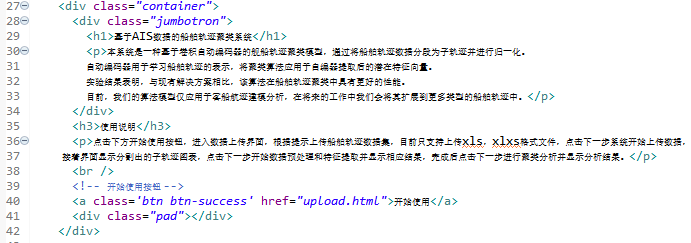 27 <div class="container">
28 <div class="jumbotron">
29 <h1>基于AIS数据的船舶航迹聚类系统</h1>
30 <p>本系统是一种基于卷积自动编码器的舰船航迹聚类模型，通过将船舶航迹数据分段为子轨迹并进行归一化。
31 自动编码器用于学习船舶航迹的表示，将聚类算法应用于自编器提取后的潜在特征向量。
32 实验结果表明，与现有解决方案相比，该算法在船舶航迹聚类中具有更好的性能。
33 目前，我们的算法模型仅应用于客船航迹建模分析，在将来的工作中我们会将其扩展到更多类型的船舶航迹中。</p>
34 </div>
35 <h3>使用说明</h3>
36 <p>点击下方开始使用按钮，进入数据上传界面，根据提示上传船舶航迹数据集，目前只支持上传xls，xlxs格式文件，点击下一步系统开始上传数据，
37 接着界面显示分割出的子航迹图表，点击下一步开始数据预处理和特征提取并显示相应结果，完成后点击下一步进行聚类分析并显示分析结果。</p>
38 <br />
39 <!-- 开始使用按钮 -->
40 <a class='btn btn-success' href="upload.html">开始使用</a>
41 <div class="pad"></div>
42 </div>